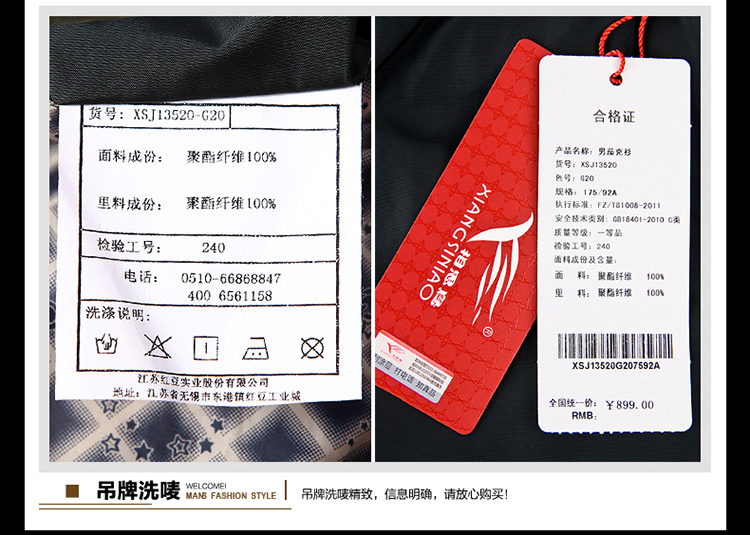 货号: XSJ13520-G20
面料成份: 聚酯纤维100%
里料成份: 聚酯纤维100%
检验工号: 240
电话: 0510-66868847
400 6561158
洗涤说明:
江苏红豆实业股份有限公司
地址: 江苏省无锡市东港镇红豆工业城
XIANGSINIAO
相思鸟
®
打电话
合格证
产品名称: 男茄克衫
货号: XSJ13520
色号: G20
规格: 175/92A
执行标准: FZ/T81008-2011
安全技术类别: GB18401-2010 C类
质量等级: 一等品
检验工号: 240
面料成份及含量:
面 料: 聚酯纤维 100%
里 料: 聚酯纤维 100%
XSJ13520G207592A
全国统一价: ¥899.00
RMB:
吊牌洗唛
WELCOME!
MANS FASHION STYLE
吊牌洗唛精致，信息明确，请放心购买！